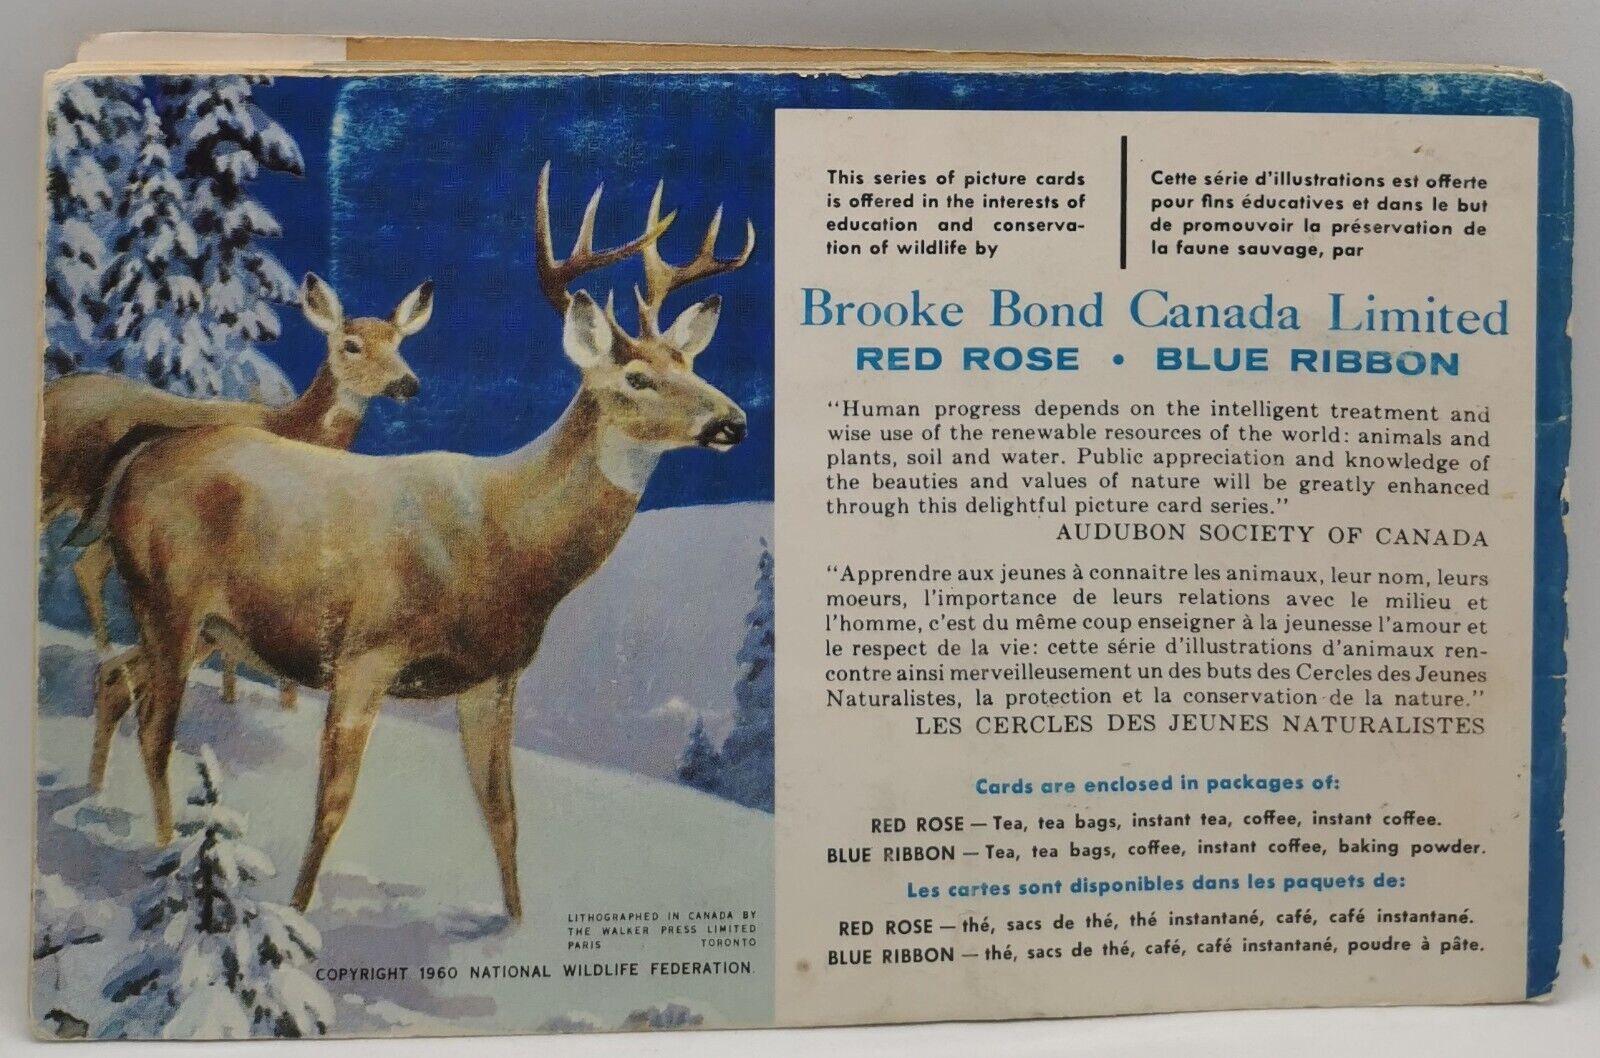 This series of picture cards
is offered in the interests of
education and conserva-
tion of wildlife by
Cette série d'illustrations est offerte
pour fins éducatives et dans le but
de promouvoir la préservation de
la faune sauvage, par
Brooke Bond Canada Limited
RED ROSE • BLUE RIBBON
"Human progress depends on the intelligent treatment and
wise use of the renewable resources of the world: animals and
plants, soil and water. Public appreciation and knowledge of
the beauties and values of nature will be greatly enhanced
through this delightful picture card series."
AUDUBON SOCIETY OF CANADA
"Apprendre aux jeunes à connaître les animaux, leur nom, leurs
moeurs, l'importance de leurs relations avec le milieu et
l'homme, c'est du même coup enseigner à la jeunesse l'amour et
le respect de la vie: cette série d'illustrations d'animaux ren-
contre ainsi merveilleusement un des buts des Cercles des Jeunes
Naturalistes, la protection et la conservation de la nature."
LES CERCLES DES JEUNES NATURALISTES
Cards are enclosed in packages of:
RED ROSE — Tea, tea bags, instant tea, coffee, instant coffee.
BLUE RIBBON — Tea, tea bags, coffee, instant coffee, baking powder.
Les cartes sont disponibles dans les paquets de:
RED ROSE — thé, sacs de thé, thé instantané, café, café instantané.
BLUE RIBBON — thé, sacs de thé, café, café instantané, poudre à pâte.
LITHOGRAPHED IN CANADA BY
THE WALKER PRESS LIMITED
PARIS TORONTO
COPYRIGHT 1960 NATIONAL WILDLIFE FEDERATION.